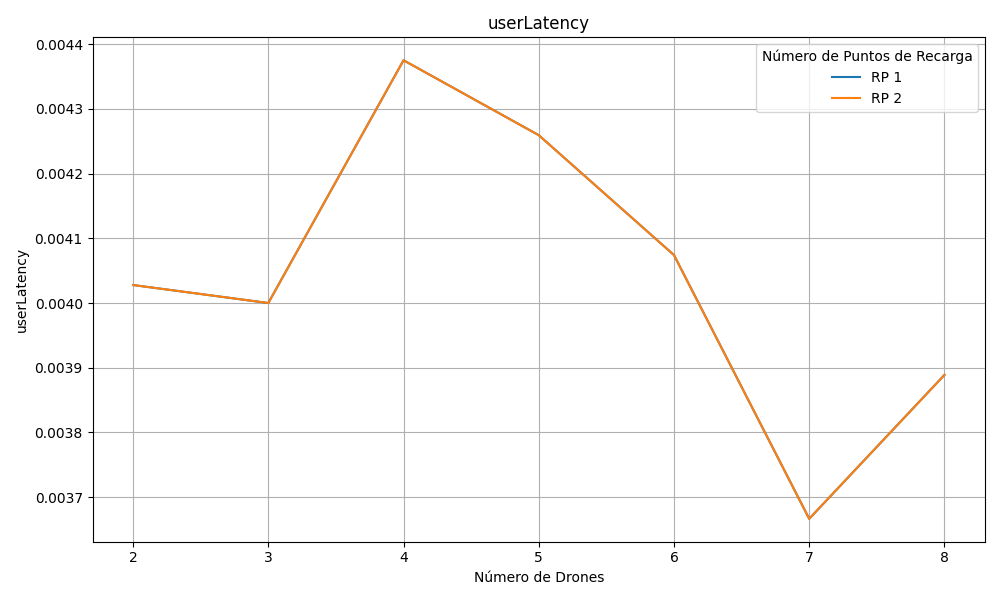 userLatency
0.0044
0.0043
0.0042
0.0041
0.0040
0.0039
0.0038
0.0037
userLatency
Número de Puntos de Recarga
RP 1
RP 2
2 3 4 5 6 7 8
Número de Drones